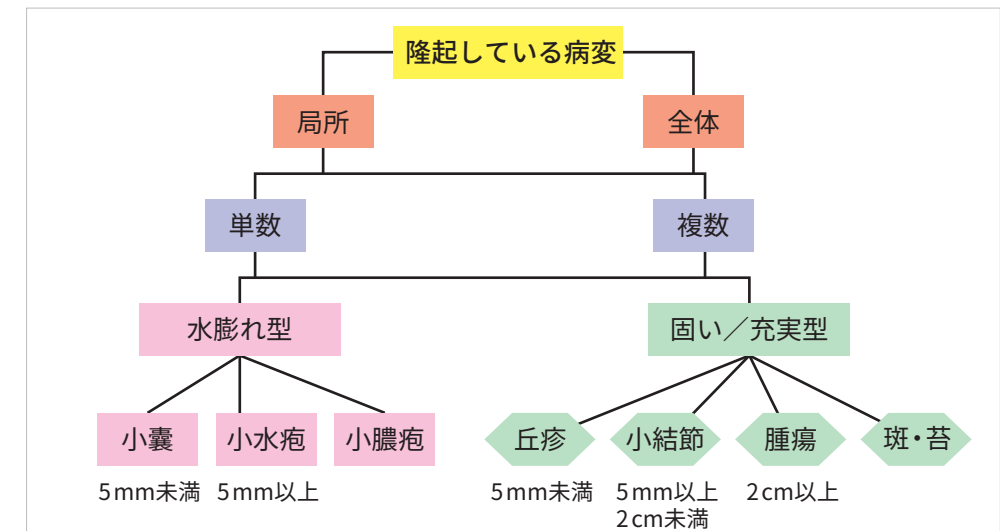 隆起している病変
局所
全体
単数
複数
水膨れ型
固い／充実型
小嚢
小水疱
小膿疱
丘疹
小結節
腫瘍
斑・苔
5mm未満
5mm以上
5mm未満
5mm以上
2cm未満
2cm以上